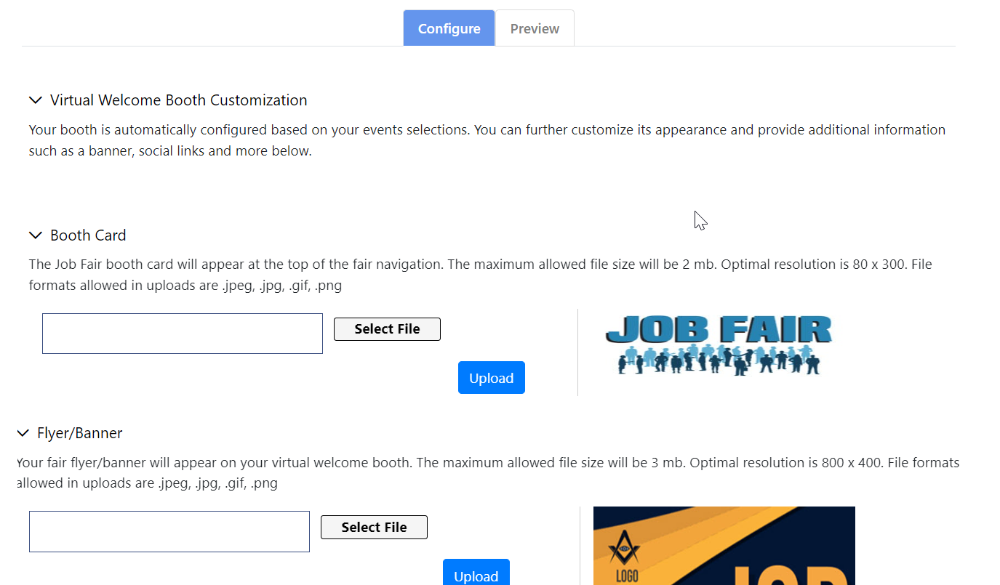 Configure
Preview
Virtual Welcome Booth Customization
Your booth is automatically configured based on your events selections. You can further customize its appearance and provide additional information
such as a banner, social links and more below.
Booth Card
The Job Fair booth card will appear at the top of the fair navigation. The maximum allowed file size will be 2 mb. Optimal resolution is 80 x 300. File
formats allowed in uploads are .jpeg, .jpg, .gif, .png
Select File
Upload
JOB FAIR
Flyer/Banner
Your fair flyer/banner will appear on your virtual welcome booth. The maximum allowed file size will be 3 mb. Optimal resolution is 800 x 400. File formats
allowed in uploads are .jpeg, .jpg, .gif, .png
Select File
Upload
LOGO
JOB